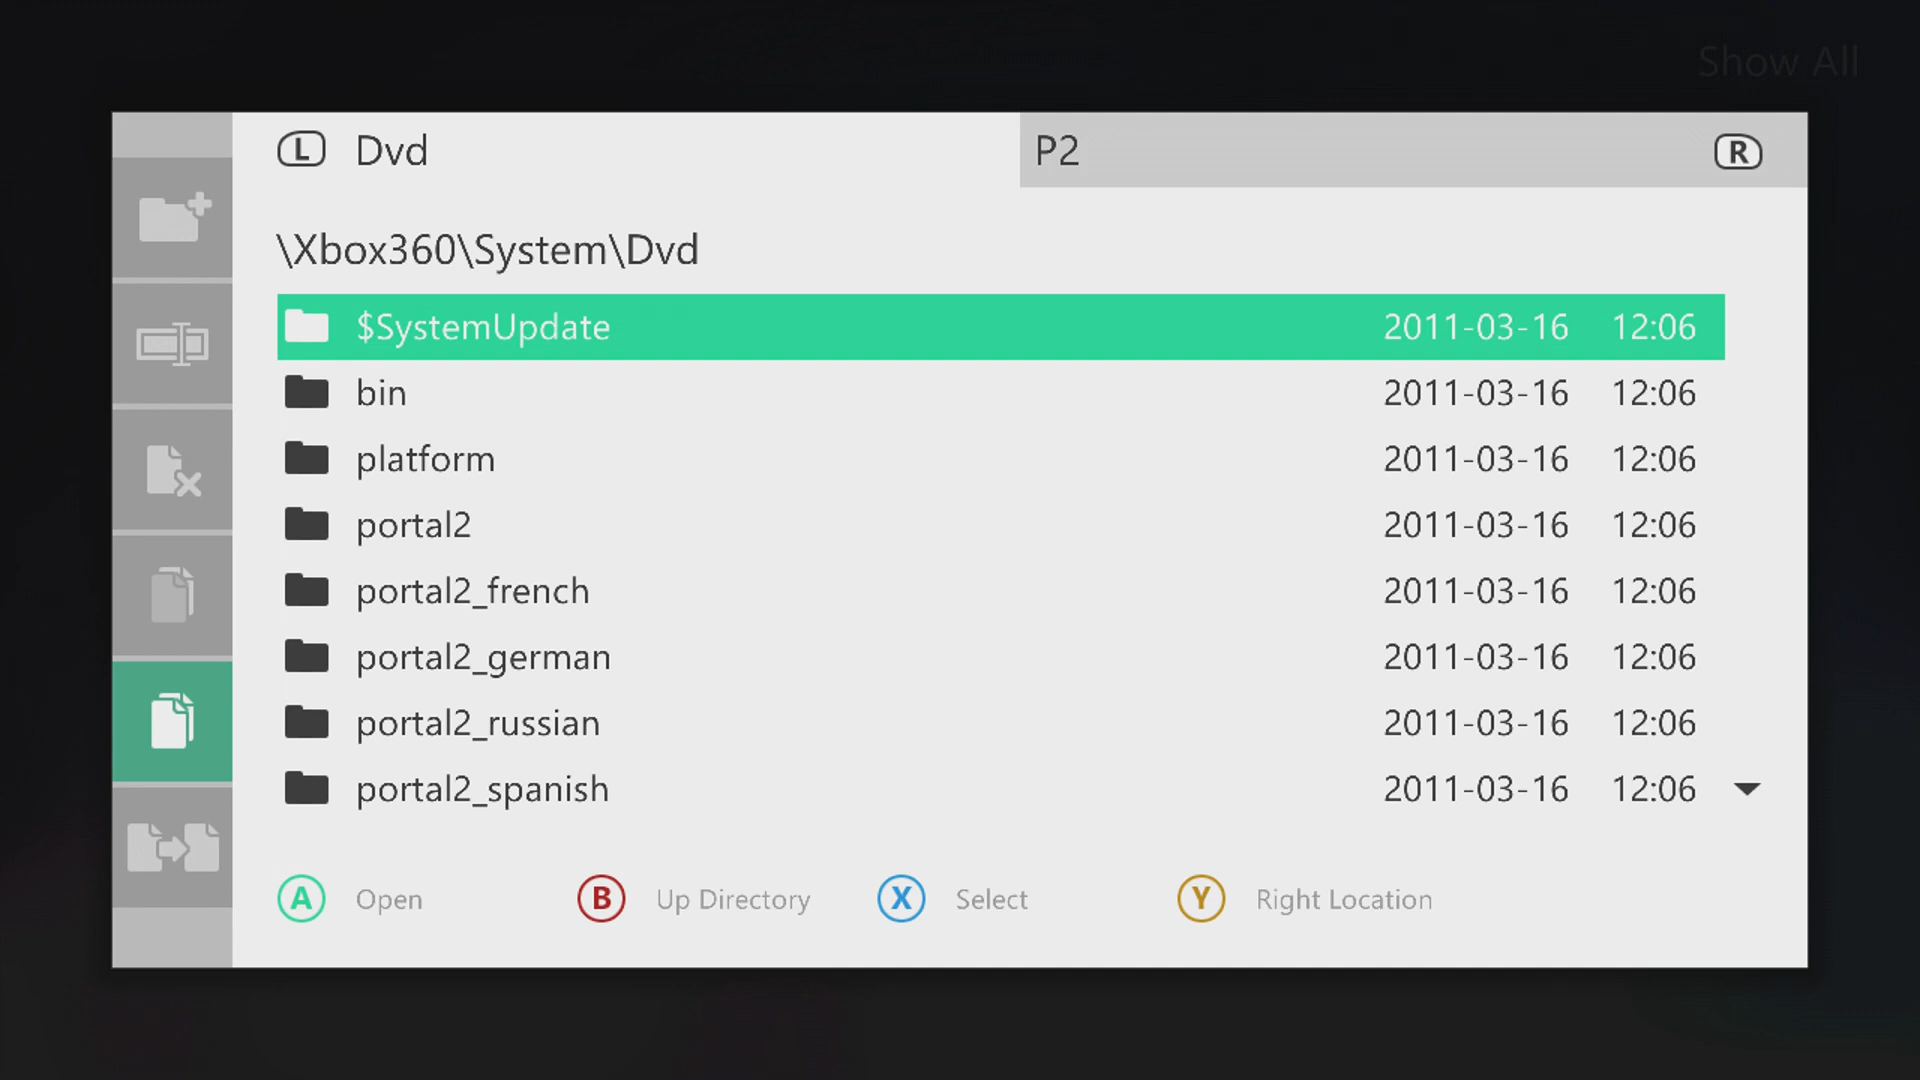 Show All
L Dvd P2 R
\Xbox360\System\Dvd
$SystemUpdate 2011-03-16 12:06
bin 2011-03-16 12:06
platform 2011-03-16 12:06
portal2 2011-03-16 12:06
portal2_french 2011-03-16 12:06
portal2_german 2011-03-16 12:06
portal2_russian 2011-03-16 12:06
portal2_spanish 2011-03-16 12:06
A Open B Up Directory X Select Y Right Location